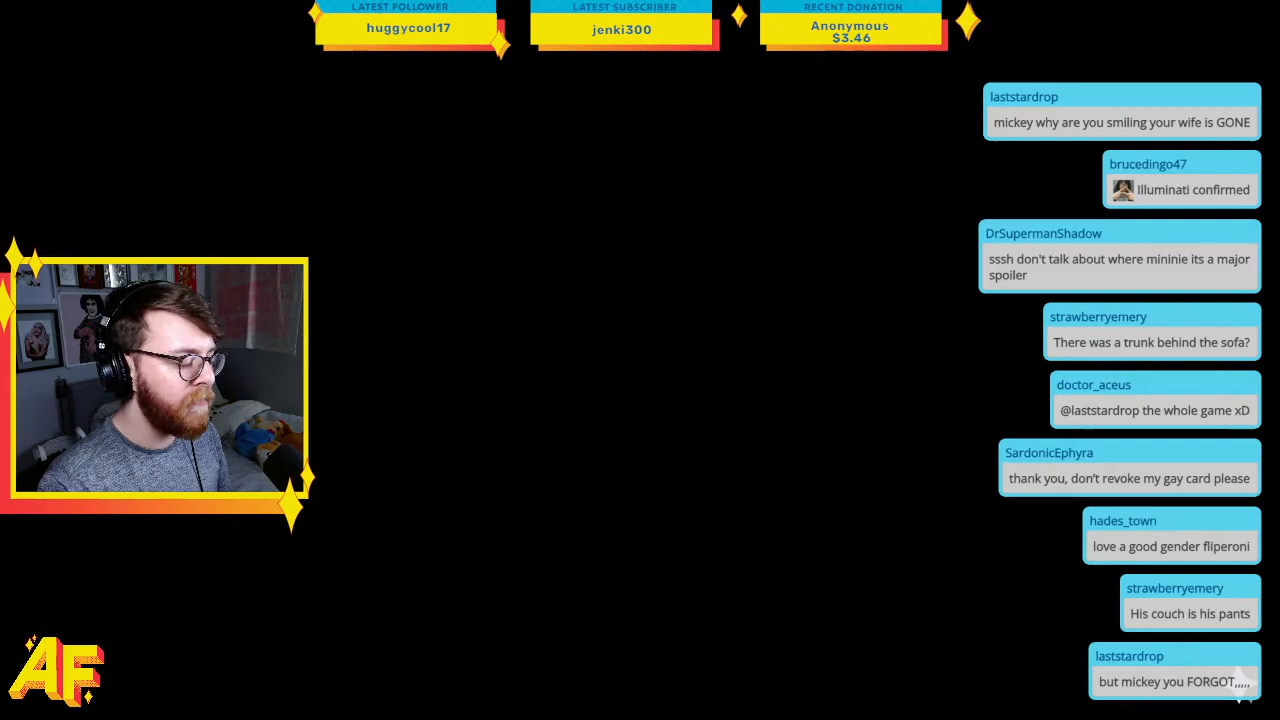 LATEST FOLLOWER
huggycool17
LATEST SUBSCRIBER
jenki300
RECENT DONATION
Anonymous
$3.46
laststardrop
mickey why are you smiling your wife is GONE
brucedingo47
Illuminati confirmed
DrSupermanShadow
sssh don't talk about where mininie its a major
spoiler
strawberryemery
There was a trunk behind the sofa?
doctor_aceus
@laststardrop the whole game xD
SardonicEphyra
thank you, don't revoke my gay card please
hades_town
love a good gender fliperoni
strawberryemery
His couch is his pants
laststardrop
but mickey you FORGOT,,,,,
AF